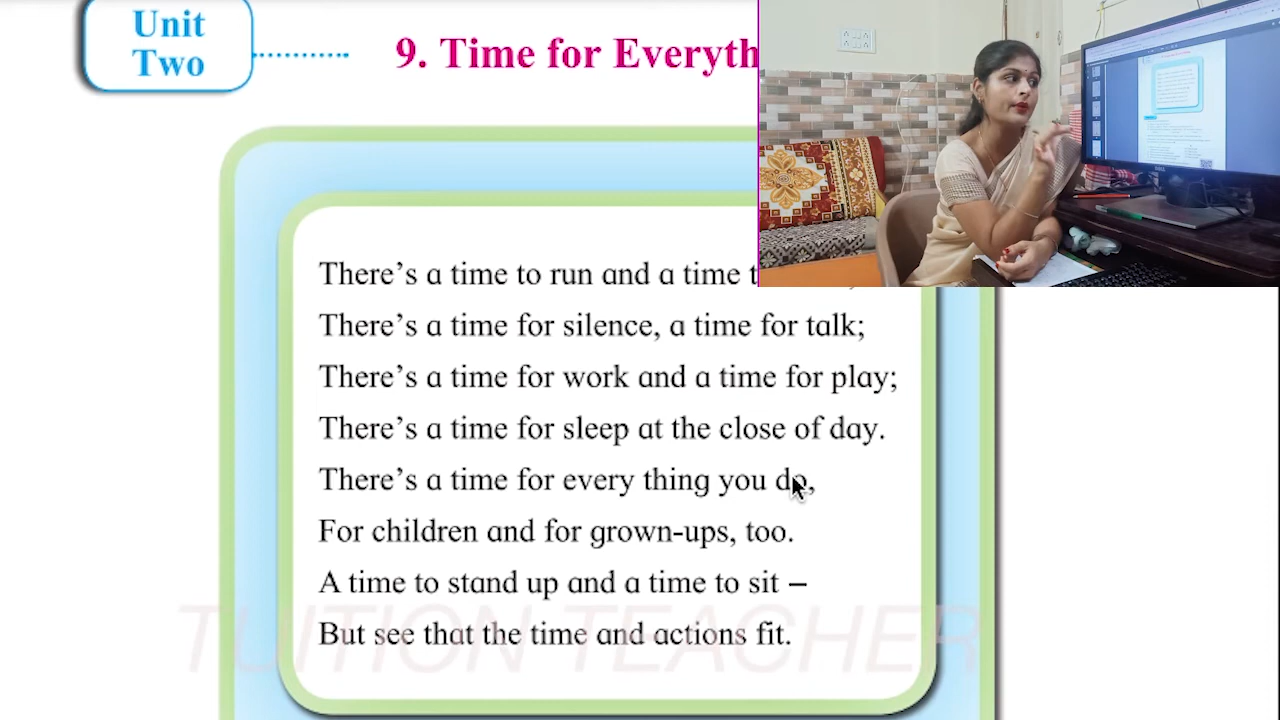 Unit
Two
9. Time for Everyth
There's a time to run and a time t
There's a time for silence, a time for talk;
There's a time for work and a time for play;
There's a time for sleep at the close of day.
There's a time for every thing you do,
For children and for grown-ups, too.
A time to stand up and a time to sit –
But see that the time and actions fit.
TUITION TEACHER